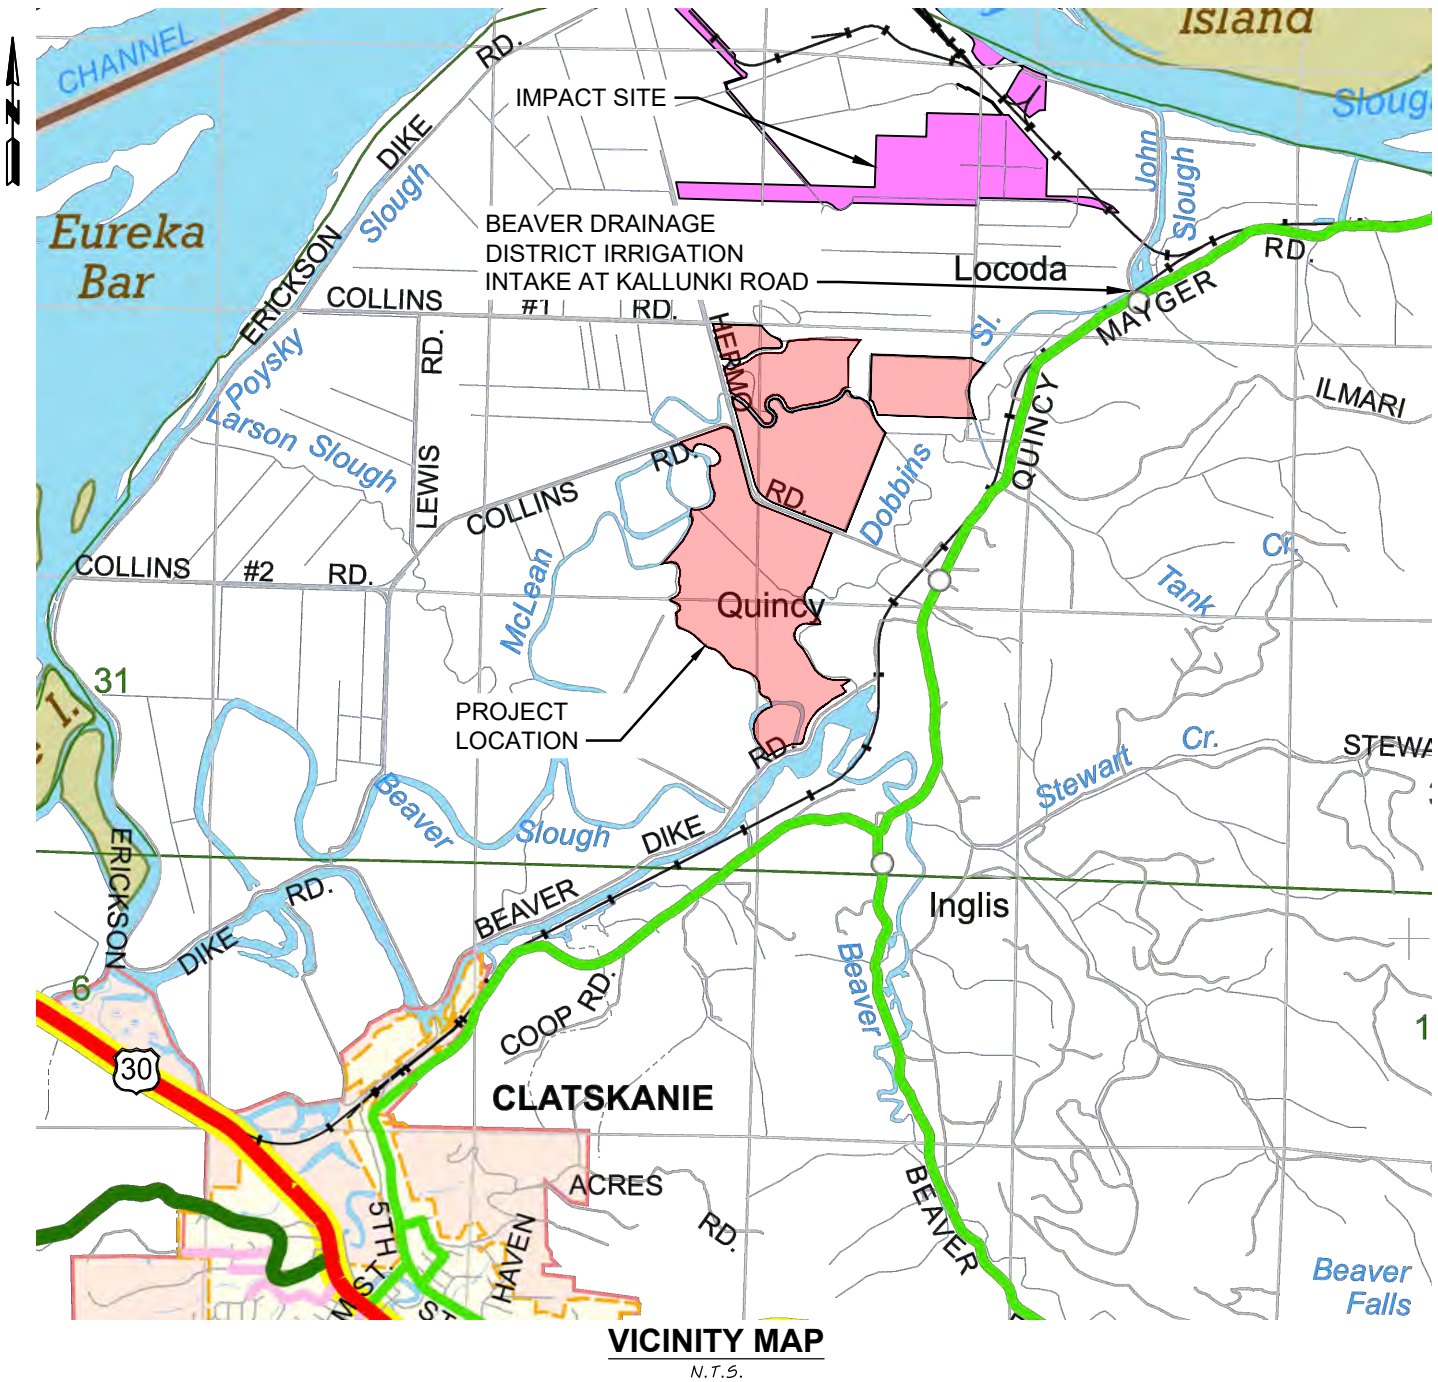 Island
CHANNEL
RD.
N
IMPACT SITE
Sloug
DIKE
Slough
John
Slough
Eureka
Bar
BEAVER DRAINAGE
DISTRICT IRRIGATION
INTAKE AT KALLUNKI ROAD
Locoda
RD.
ERICKSON
COLLINS #1 RD.
MAYGER
Sl.
HERMO
RD.
Poysky
QUINCY
ILMARI
Larson Slough
RD.
LEWIS
COLLINS
RD.
Dobbins
COLLINS #2 RD.
McLean
Quincy
Cr.
Tank
31
I.
PROJECT
LOCATION
RD.
Cr.
Stewart
STEWA
Beaver
Slough
DIKE
ERICKSON
RD.
BEAVER
Inglis
DIKE
Beaver
6
COOP RD.
1
30
CLATSKANIE
ACRES
RD.
BEAVER
5TH
HAVEN
ST.
ST
Beaver
Falls
VICINITY MAP
N.T.S.